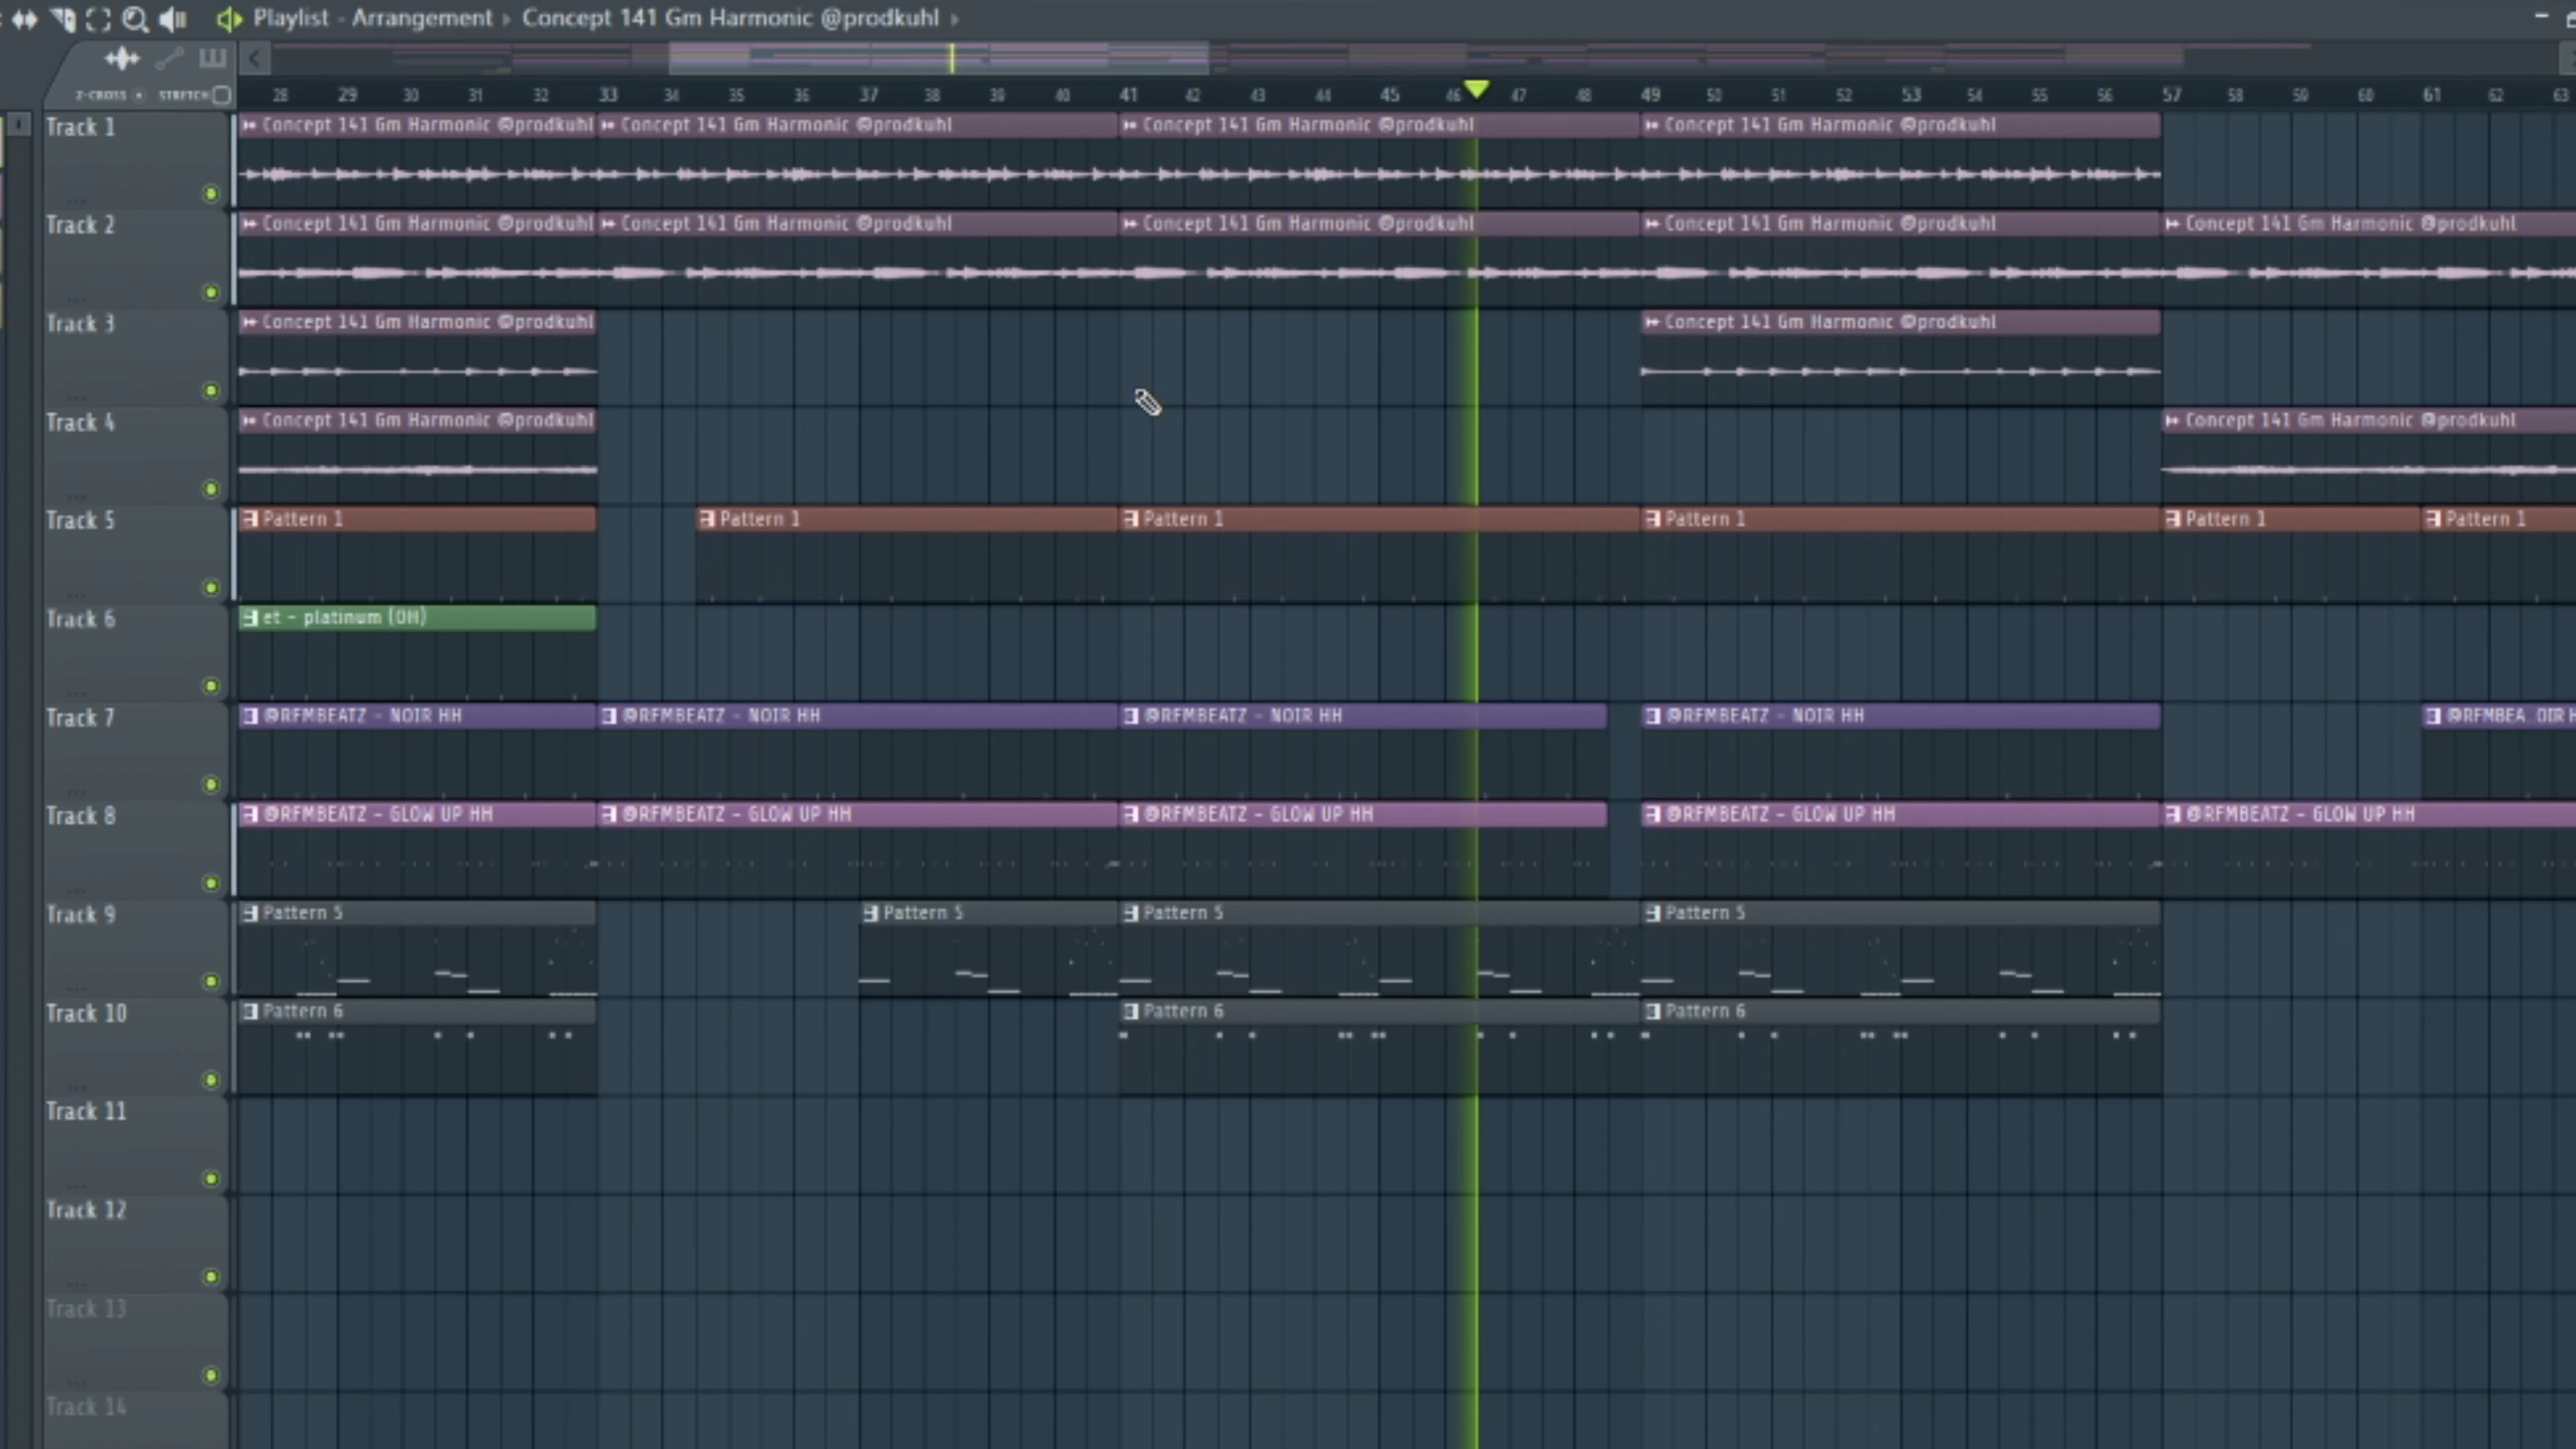 Playlist - Arrangement › Concept 141 Gm Harmonic @prodkuhl ›
Z-CROSS STRETCH
28 29 30 31 32 33 34 35 36 37 38 39 40 41 42 43 44 45 46 47 48 49 50 51 52 53 54 55 56 57 58 59 60 61 62 63
Track 1 Concept 141 Gm Harmonic @prodkuhl Concept 141 Gm Harmonic @prodkuhl Concept 141 Gm Harmonic @prodkuhl Concept 141 Gm Harmonic @prodkuhl
Track 2 Concept 141 Gm Harmonic @prodkuhl Concept 141 Gm Harmonic @prodkuhl Concept 141 Gm Harmonic @prodkuhl Concept 141 Gm Harmonic @prodkuhl Concept 141 Gm Harmonic @prodkuhl
Track 3 Concept 141 Gm Harmonic @prodkuhl Concept 141 Gm Harmonic @prodkuhl
Track 4 Concept 141 Gm Harmonic @prodkuhl Concept 141 Gm Harmonic @prodkuhl
Track 5 Pattern 1 Pattern 1 Pattern 1 Pattern 1 Pattern 1 Pattern 1
Track 6 et - platinum (OH)
Track 7 @RFMBEATZ - NOIR HH @RFMBEATZ - NOIR HH @RFMBEATZ - NOIR HH @RFMBEATZ - NOIR HH @RFMBEA..OIR H
Track 8 @RFMBEATZ - GLOW UP HH @RFMBEATZ - GLOW UP HH @RFMBEATZ - GLOW UP HH @RFMBEATZ - GLOW UP HH @RFMBEATZ - GLOW UP HH
Track 9 Pattern 5 Pattern 5 Pattern 5 Pattern 5
Track 10 Pattern 6 Pattern 6 Pattern 6
Track 11
Track 12
Track 13
Track 14